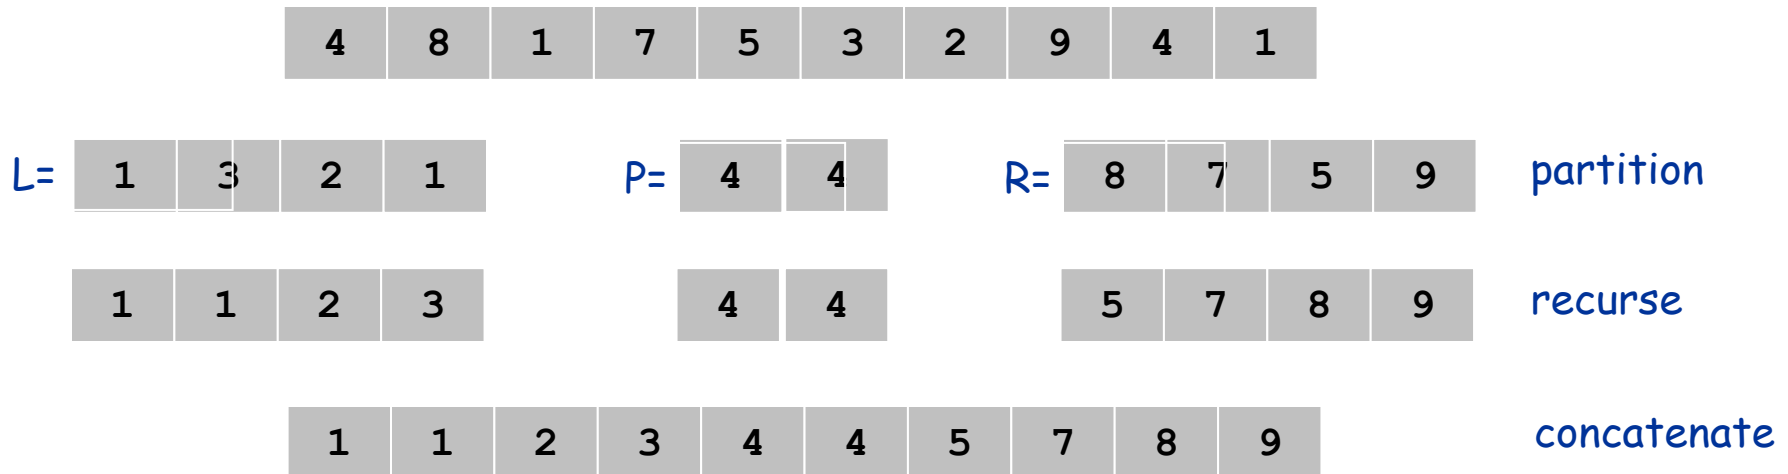 4 8 1 7 5 3 2 9 4 1
L= 1 3 2 1 P= 4 4 R= 8 7 5 9 partition
1 1 2 3 4 4 5 7 8 9 recurse
1 1 2 3 4 4 5 7 8 9 concatenate